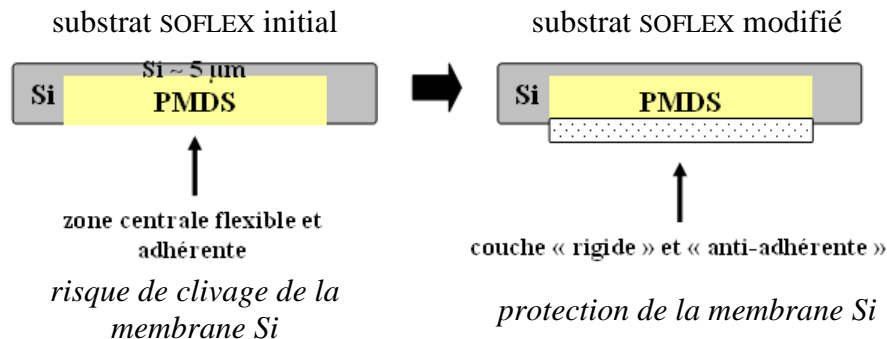 substrat SOFLEX initial
substrat SOFLEX modifié
Si ~ 5 µm
Si
PMDS
Si
PMDS
zone centrale flexible et
adhérente
couche « rigide » et « anti-adhérente »
risque de clivage de la
membrane Si
protection de la membrane Si